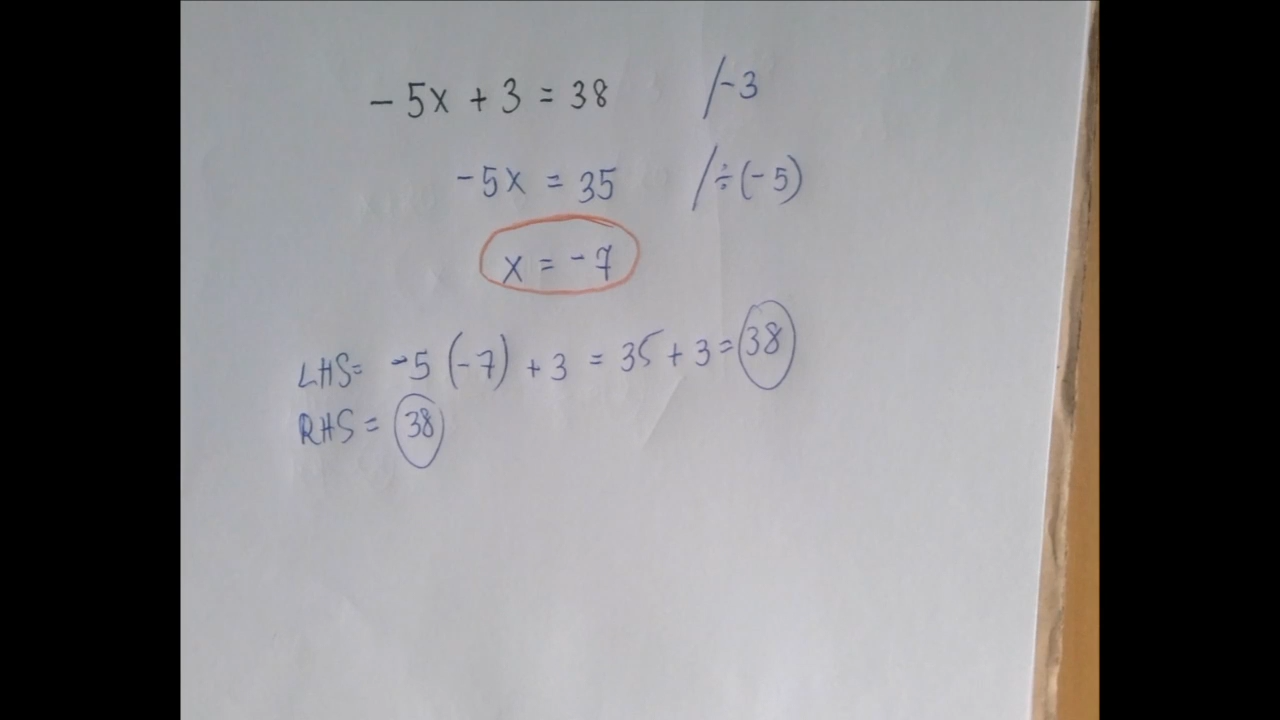 - 5x + 3 = 38 /-3
-5x = 35 /÷(-5)
x = -7
LHS= -5 (-7) + 3 = 35 + 3 = 38
RHS = 38